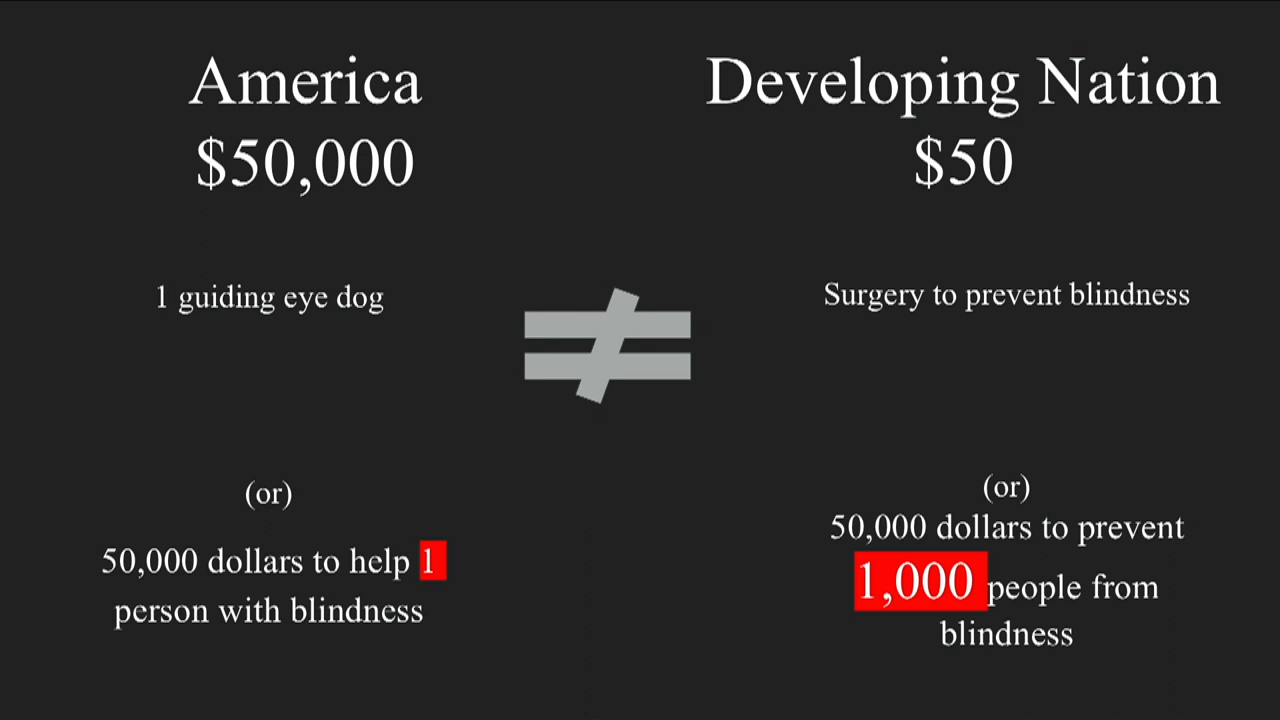 America
$50,000
1 guiding eye dog
(or)
50,000 dollars to help 1
person with blindness
≠
Developing Nation
$50
Surgery to prevent blindness
(or)
50,000 dollars to prevent
1,000 people from
blindness